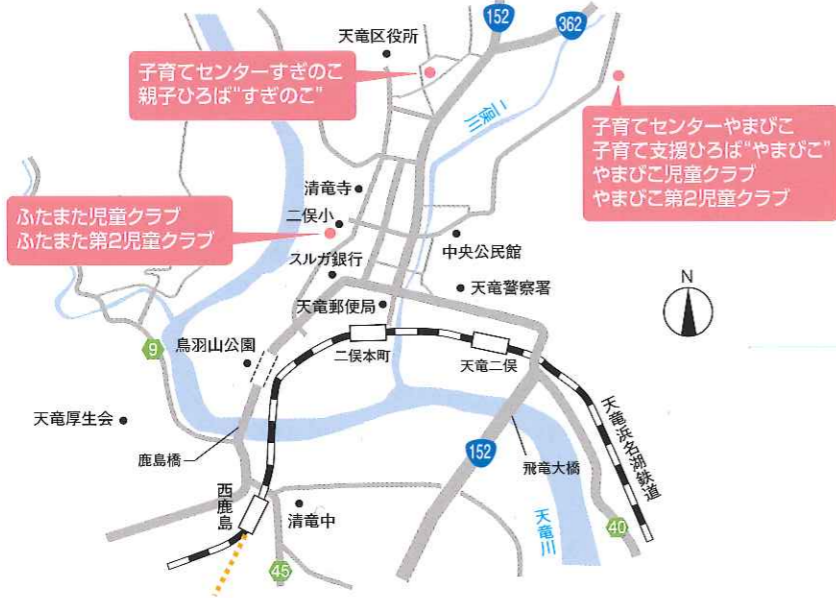 152
362
天竜区役所
子育てセンターすぎのこ
親子ひろば“すぎのこ”
二俣川
子育てセンターやまびこ
子育て支援ひろば“やまびこ”
やまびこ児童クラブ
やまびこ第2児童クラブ
清竜寺
二俣小
ふたまた児童クラブ
ふたまた第2児童クラブ
スルガ銀行
中央公民館
天竜警察署
天竜郵便局
N
9
鳥羽山公園
二俣本町
天竜二俣
天竜厚生会
鹿島橋
152
飛竜大橋
天竜浜名湖鉄道
西鹿島
清竜中
天竜川
40
45